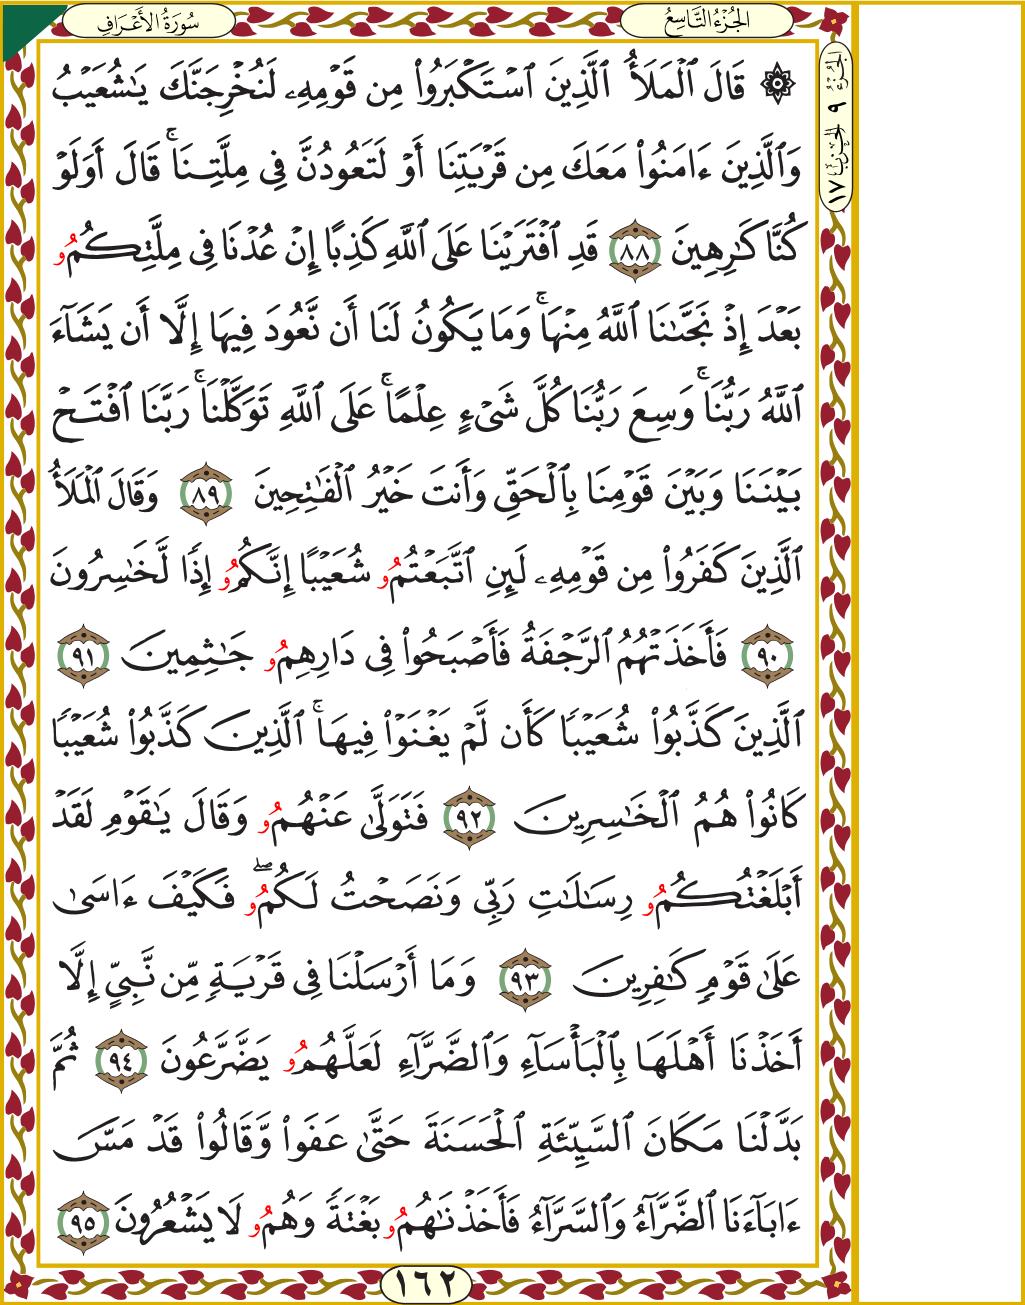 سُورَةُ الأَعْرَافِ
الجُزْءُ التَّاسِعُ
الجُزْءُ ٩ الحِزْبُ ١٧
۞ قَالَ ٱلْمَلَأُ ٱلَّذِينَ ٱسْتَكْبَرُوا۟ مِن قَوْمِهِۦ لَنُخْرِجَنَّكَ يَـٰشُعَيْبُ
وَٱلَّذِينَ ءَامَنُوا۟ مَعَكَ مِن قَرْيَتِنَا أَوْ لَتَعُودُنَّ فِى مِلَّتِنَا ۚ قَالَ أَوَلَوْ
كُنَّا كَـٰرِهِينَ ٨٨ قَدِ ٱفْتَرَيْنَا عَلَى ٱللَّهِ كَذِبًا إِنْ عُدْنَا فِى مِلَّتِكُمُو
بَعْدَ إِذْ نَجَّىٰنَا ٱللَّهُ مِنْهَا ۚ وَمَا يَكُونُ لَنَا أَن نَّعُودَ فِيهَا إِلَّا أَن يَشَآءَ
ٱللَّهُ رَبُّنَا ۚ وَسِعَ رَبُّنَا كُلَّ شَىْءٍ عِلْمًا ۚ عَلَى ٱللَّهِ تَوَكَّلْنَا ۚ رَبَّنَا ٱفْتَحْ
بَيْنَنَا وَبَيْنَ قَوْمِنَا بِٱلْحَقِّ وَأَنتَ خَيْرُ ٱلْفَـٰتِحِينَ ٨٩ وَقَالَ ٱلْمَلَأُ
ٱلَّذِينَ كَفَرُوا۟ مِن قَوْمِهِۦ لَئِنِ ٱتَّبَعْتُمُو شُعَيْبًا إِنَّكُمُو إِذًا لَّخَـٰسِرُونَ
٩٠ فَأَخَذَتْهُمُ ٱلرَّجْفَةُ فَأَصْبَحُوا۟ فِى دَارِهِمُو جَـٰثِمِينَ ٩١
ٱلَّذِينَ كَذَّبُوا۟ شُعَيْبًا كَأَن لَّمْ يَغْنَوْا۟ فِيهَا ۚ ٱلَّذِينَ كَذَّبُوا۟ شُعَيْبًا
كَانُوا۟ هُمُ ٱلْخَـٰسِرِينَ ٩٢ فَتَوَلَّىٰ عَنْهُمُو وَقَالَ يَـٰقَوْمِ لَقَدْ
أَبْلَغْتُكُمُو رِسَـٰلَـٰتِ رَبِّى وَنَصَحْتُ لَكُمُو ۖ فَكَيْفَ ءَاسَىٰ
عَلَىٰ قَوْمٍ كَـٰفِرِينَ ٩٣ وَمَا أَرْسَلْنَا فِى قَرْيَةٍ مِّن نَّبِىٍّ إِلَّا
أَخَذْنَا أَهْلَهَا بِٱلْبَأْسَآءِ وَٱلضَّرَّآءِ لَعَلَّهُمُو يَضَّرَّعُونَ ٩٤ ثُمَّ
بَدَّلْنَا مَكَانَ ٱلسَّيِّئَةِ ٱلْحَسَنَةَ حَتَّىٰ عَفَوا۟ وَّقَالُوا۟ قَدْ مَسَّ
ءَابَآءَنَا ٱلضَّرَّآءُ وَٱلسَّرَّآءُ فَأَخَذْنَـٰهُمُو بَغْتَةً وَهُمُو لَا يَشْعُرُونَ ٩٥
١٦٢